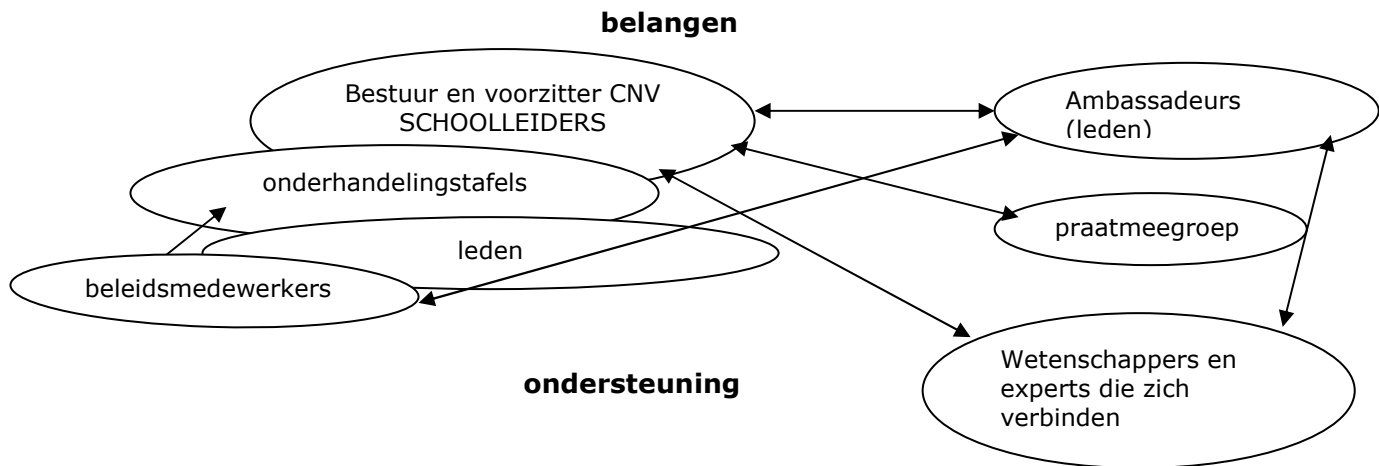 belangen
Bestuur en voorzitter CNV
SCHOOLLEIDERS
Ambassadeurs
(leden)
onderhandelingstafels
praatmeegroep
leden
beleidsmedewerkers
Wetenschappers en
experts die zich
verbinden
ondersteuning